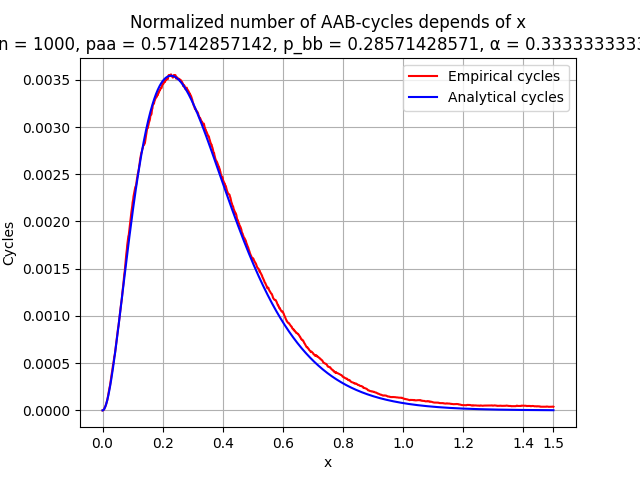 Normalized number of AAB-cycles depends of x
n = 1000, paa = 0.57142857142, p_bb = 0.28571428571, α = 0.3333333333
Empirical cycles
Analytical cycles
Cycles
0.0035
0.0030
0.0025
0.0020
0.0015
0.0010
0.0005
0.0000
0.0 0.2 0.4 0.6 0.8 1.0 1.2 1.4 1.5
x